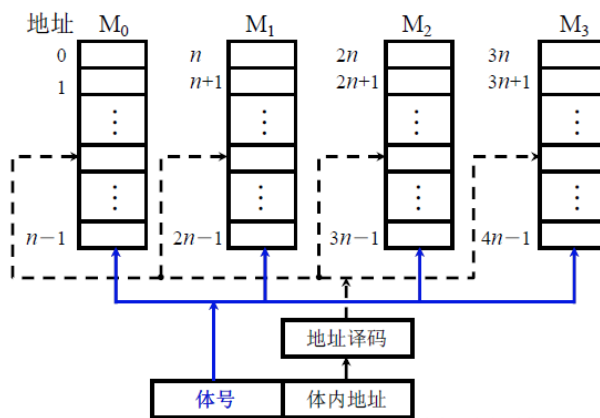 地址 M₀ M₁ M₂ M₃
0 n 2n 3n
1 n+1 2n+1 3n+1
⋮ ⋮ ⋮ ⋮
⋮ ⋮ ⋮ ⋮
n−1 2n−1 3n−1 4n−1
地址译码
体号 体内地址